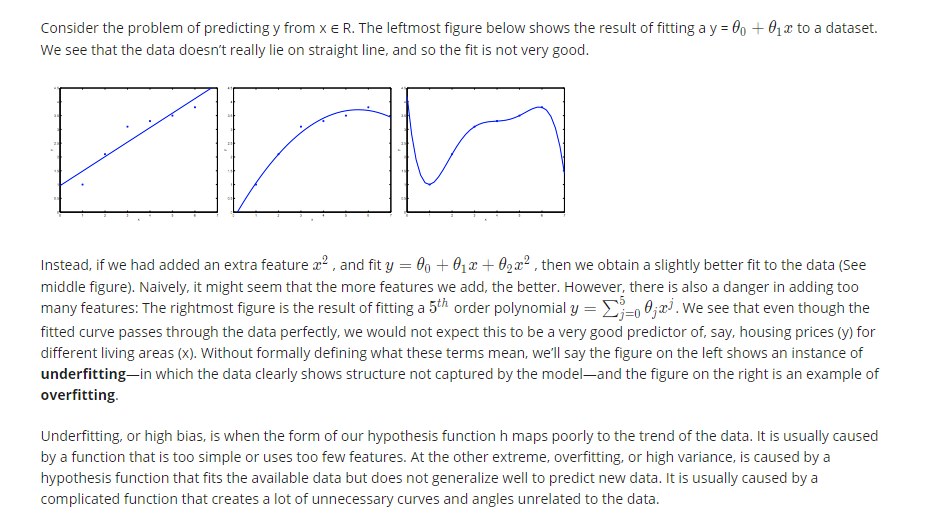 Consider the problem of predicting y from x ∈ R. The leftmost figure below shows the result of fitting a y = θ₀ + θ₁x to a dataset.
We see that the data doesn't really lie on straight line, and so the fit is not very good.
Instead, if we had added an extra feature x² , and fit y = θ₀ + θ₁x + θ₂x² , then we obtain a slightly better fit to the data (See
middle figure). Naively, it might seem that the more features we add, the better. However, there is also a danger in adding too
many features: The rightmost figure is the result of fitting a 5ᵗʰ order polynomial y = ∑⁵ⱼ₌₀ θⱼxʲ. We see that even though the
fitted curve passes through the data perfectly, we would not expect this to be a very good predictor of, say, housing prices (y) for
different living areas (x). Without formally defining what these terms mean, we'll say the figure on the left shows an instance of
underfitting—in which the data clearly shows structure not captured by the model—and the figure on the right is an example of
overfitting.
Underfitting, or high bias, is when the form of our hypothesis function h maps poorly to the trend of the data. It is usually caused
by a function that is too simple or uses too few features. At the other extreme, overfitting, or high variance, is caused by a
hypothesis function that fits the available data but does not generalize well to predict new data. It is usually caused by a
complicated function that creates a lot of unnecessary curves and angles unrelated to the data.